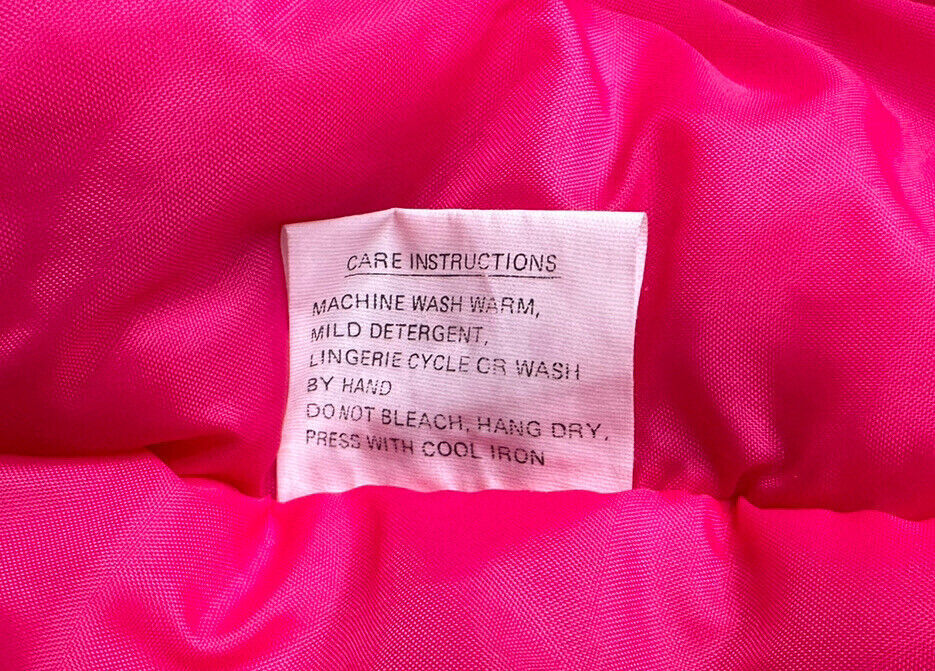 CARE INSTRUCTIONS
MACHINE WASH WARM,
MILD DETERGENT,
LINGERIE CYCLE OR WASH
BY HAND
DO NOT BLEACH, HANG DRY,
PRESS WITH COOL IRON